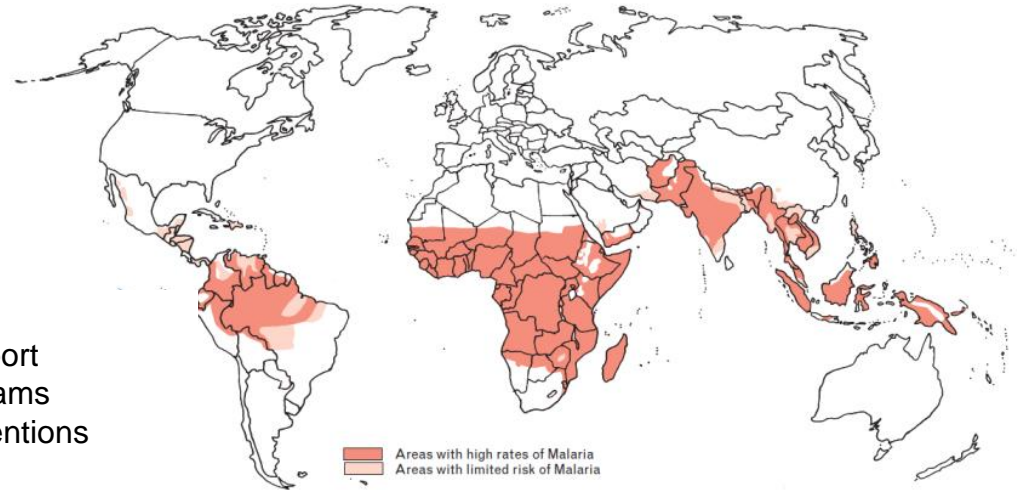 ort
ams
entions
Areas with high rates of Malaria
Areas with limited risk of Malaria